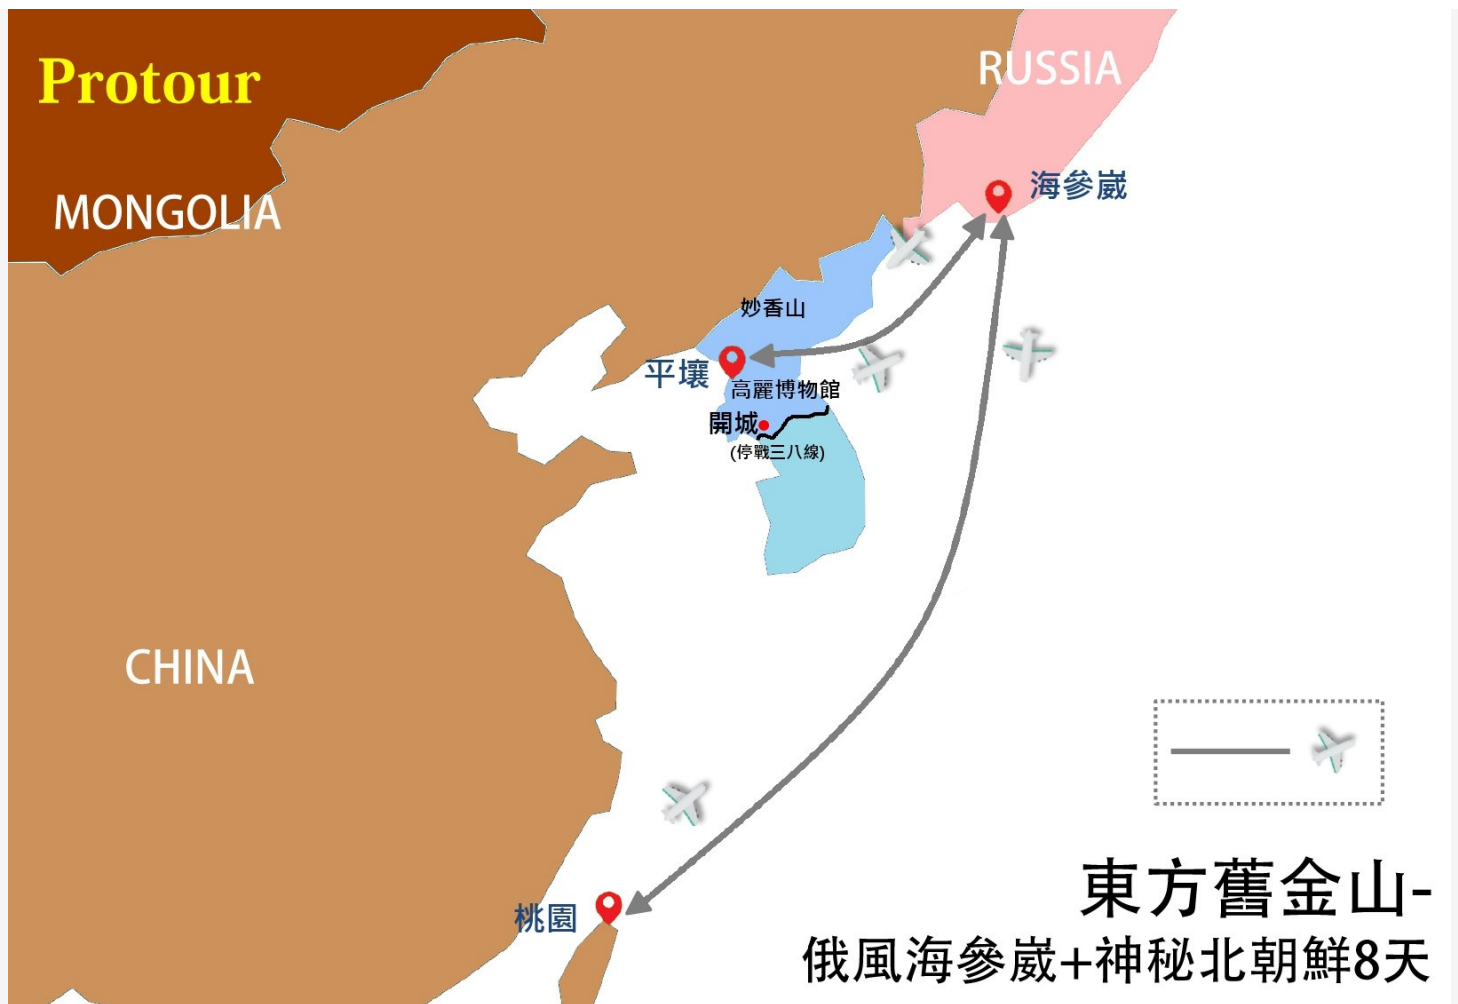 Protour
RUSSIA
海參崴
MONGOLIA
妙香山
平壤
高麗博物館
開城
(停戰三八線)
CHINA
桃園
東方舊金山-
俄風海參崴+神秘北朝鮮8天